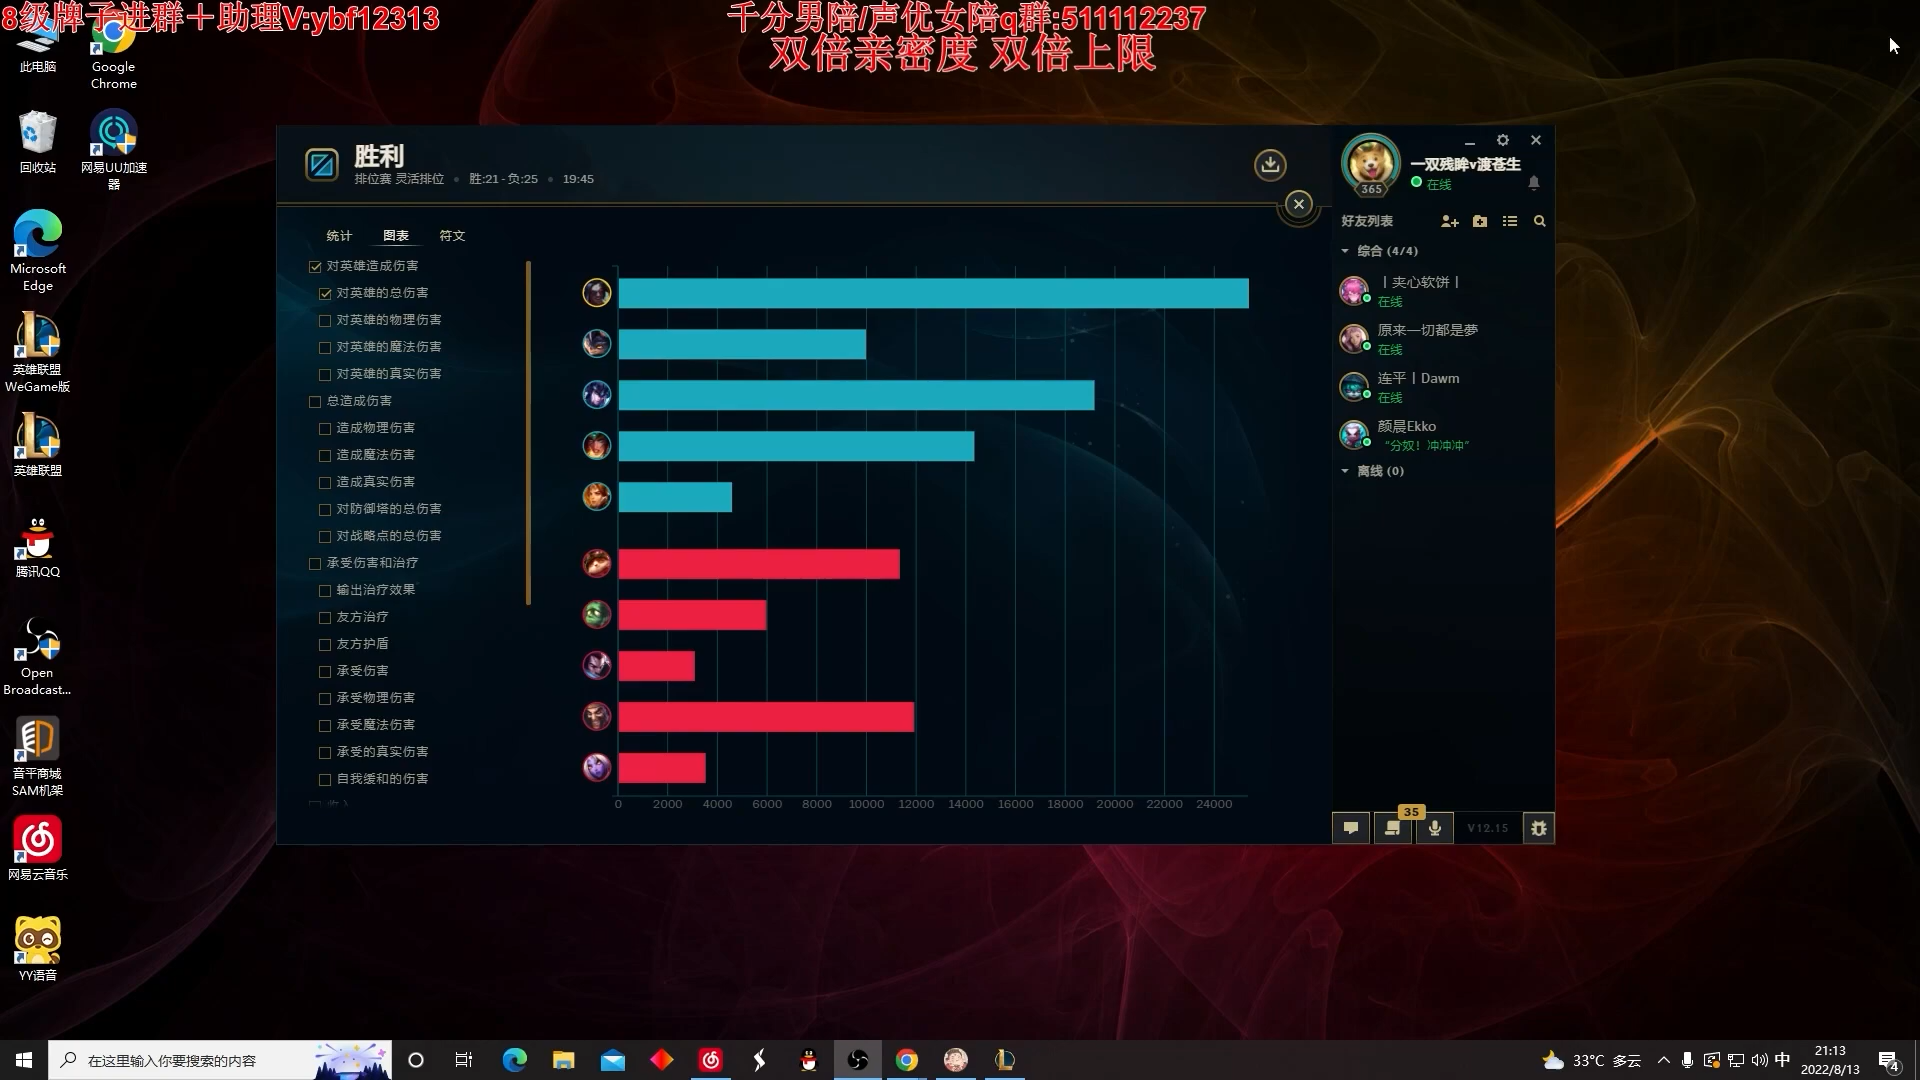 8级牌子进群＋助理V:ybf12313
千分男陪/声优女陪q群:511112237
双倍亲密度 双倍上限
此电脑
Google Chrome
回收站
网易UU加速器
Microsoft Edge
英雄联盟 WeGame版
英雄联盟
腾讯QQ
Open Broadcast...
音平商城 SAM机架
网易云音乐
YY语音
胜利
排位赛 灵活排位 • 胜:21 - 负:25 • 19:45
统计 图表 符文
对英雄造成伤害
对英雄的总伤害
对英雄的物理伤害
对英雄的魔法伤害
对英雄的真实伤害
总造成伤害
造成物理伤害
造成魔法伤害
造成真实伤害
对防御塔的总伤害
对战略点的总伤害
承受伤害和治疗
输出治疗效果
友方治疗
友方护盾
承受伤害
承受物理伤害
承受魔法伤害
承受的真实伤害
自我缓和的伤害
0 2000 4000 6000 8000 10000 12000 14000 16000 18000 20000 22000 24000
一双残眸v渡苍生
365
在线
好友列表
综合 (4/4)
丨夹心软饼丨
在线
原来一切都是夢
在线
连平丨Dawm
在线
颜晨Ekko
“分奴！冲冲冲”
离线 (0)
35
V12.15
在这里输入你要搜索的内容
33°C 多云
中
21:13
2022/8/13
4